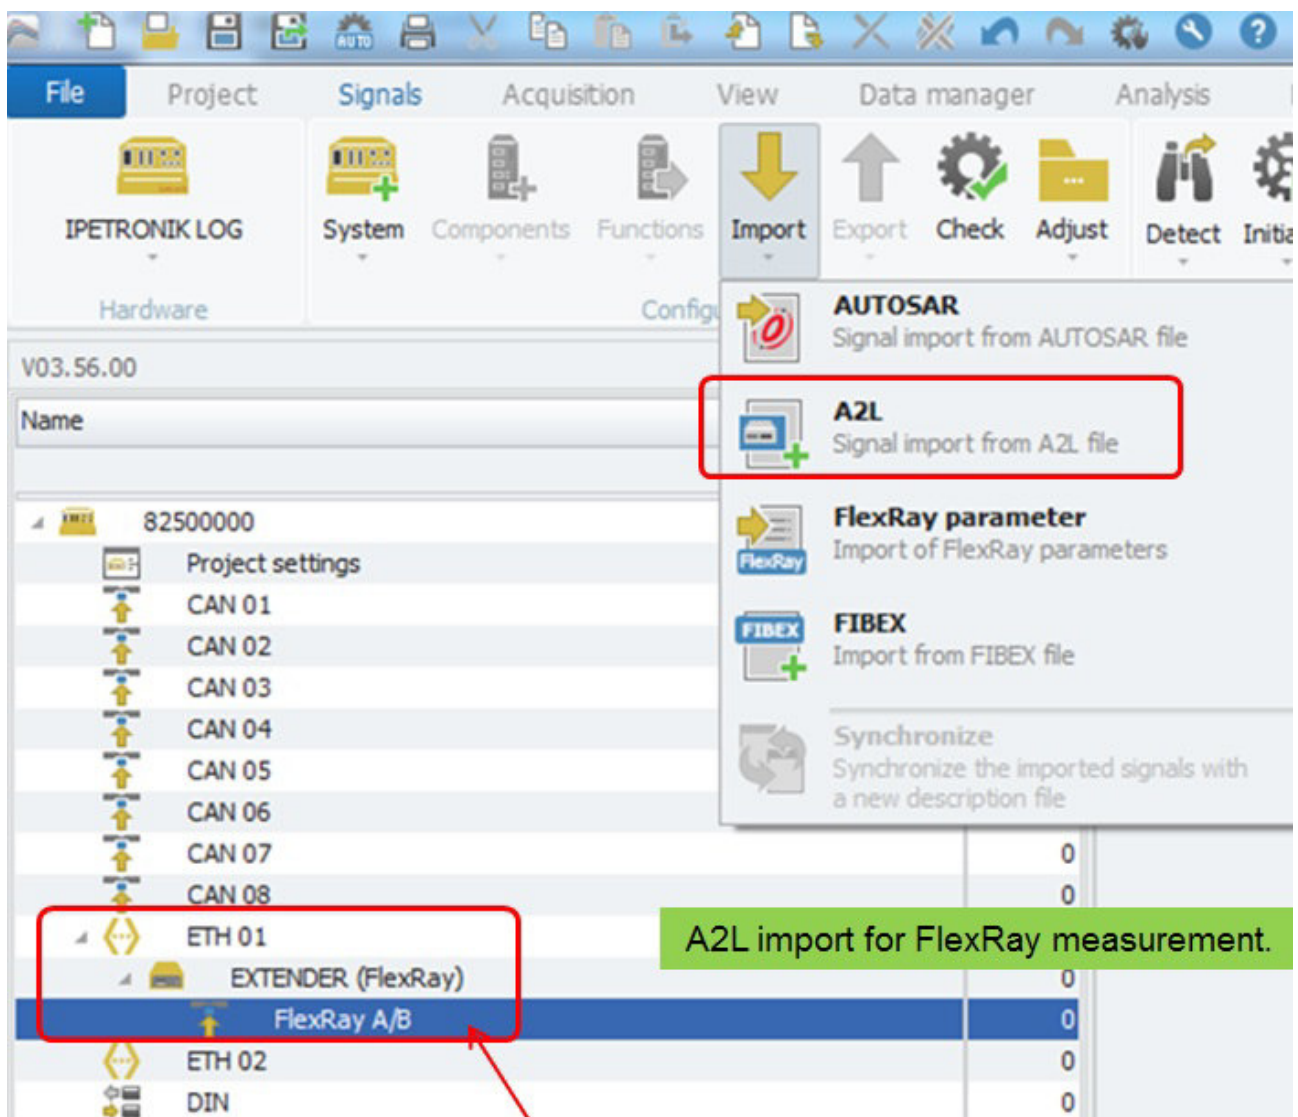 AUTO
File Project Signals Acquisition View Data manager Analysis
IPETRONIK LOG System Components Functions Import Export Check Adjust Detect Initia
Hardware Configu
AUTOSAR
Signal import from AUTOSAR file
V03.56.00
Name
A2L
Signal import from A2L file
FlexRay parameter
Import of FlexRay parameters
FlexRay
FIBEX
FIBEX
Import from FIBEX file
Synchronize
Synchronize the imported signals with
a new description file
82500000
Project settings
CAN 01
CAN 02
CAN 03
CAN 04
CAN 05
CAN 06
CAN 07 0
CAN 08 0
ETH 01
A2L import for FlexRay measurement.
EXTENDER (FlexRay) 0
FlexRay A/B 0
ETH 02 0
DIN 0